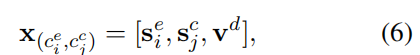 𝐱_{(c_i^e, c_j^c)} = [𝐬_i^e, 𝐬_j^c, 𝐯^d],    (6)